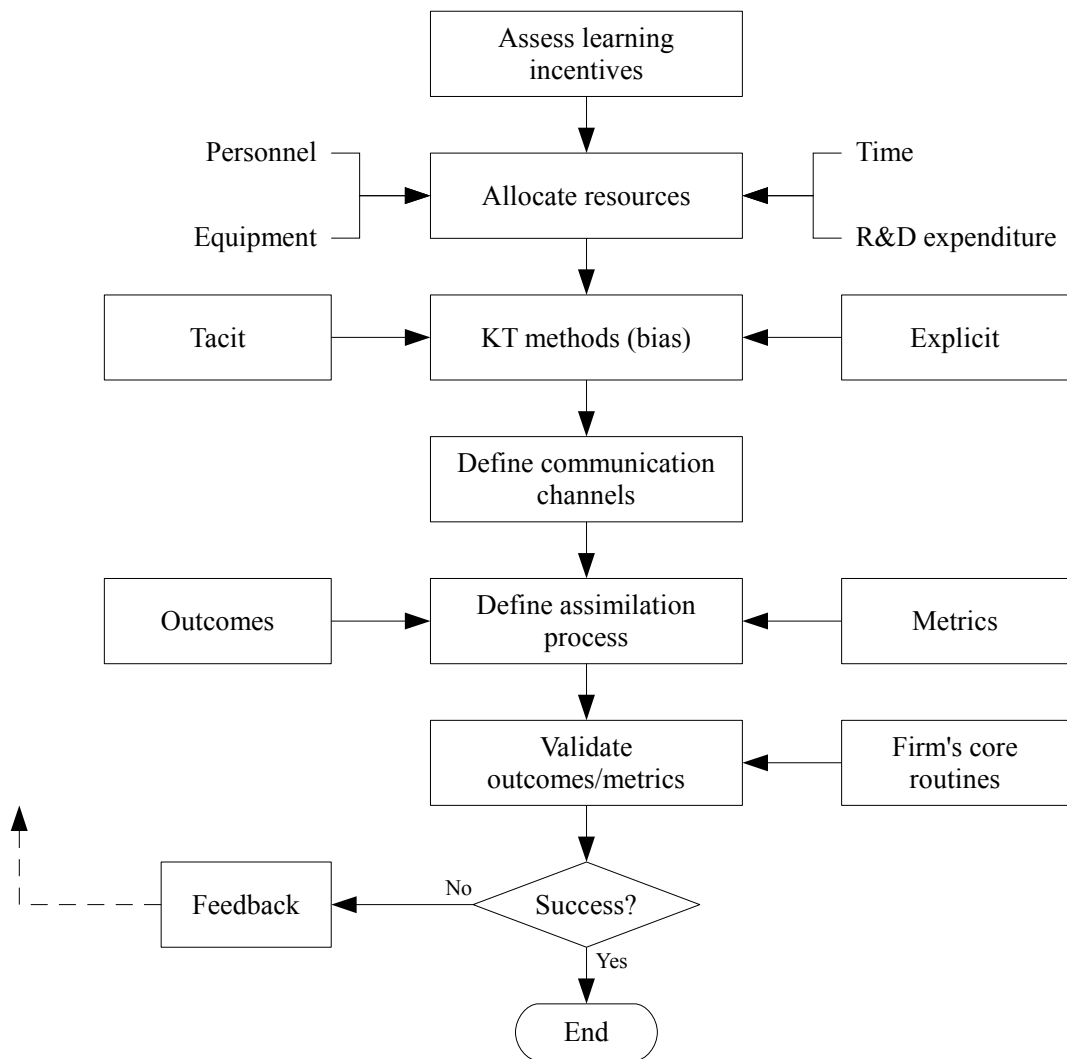 Assess learning
incentives
Personnel
Time
Allocate resources
Equipment
R&D expenditure
Tacit
KT methods (bias)
Explicit
Define communication
channels
Outcomes
Define assimilation
process
Metrics
Validate
outcomes/metrics
Firm's core
routines
No
Feedback
Success?
Yes
End